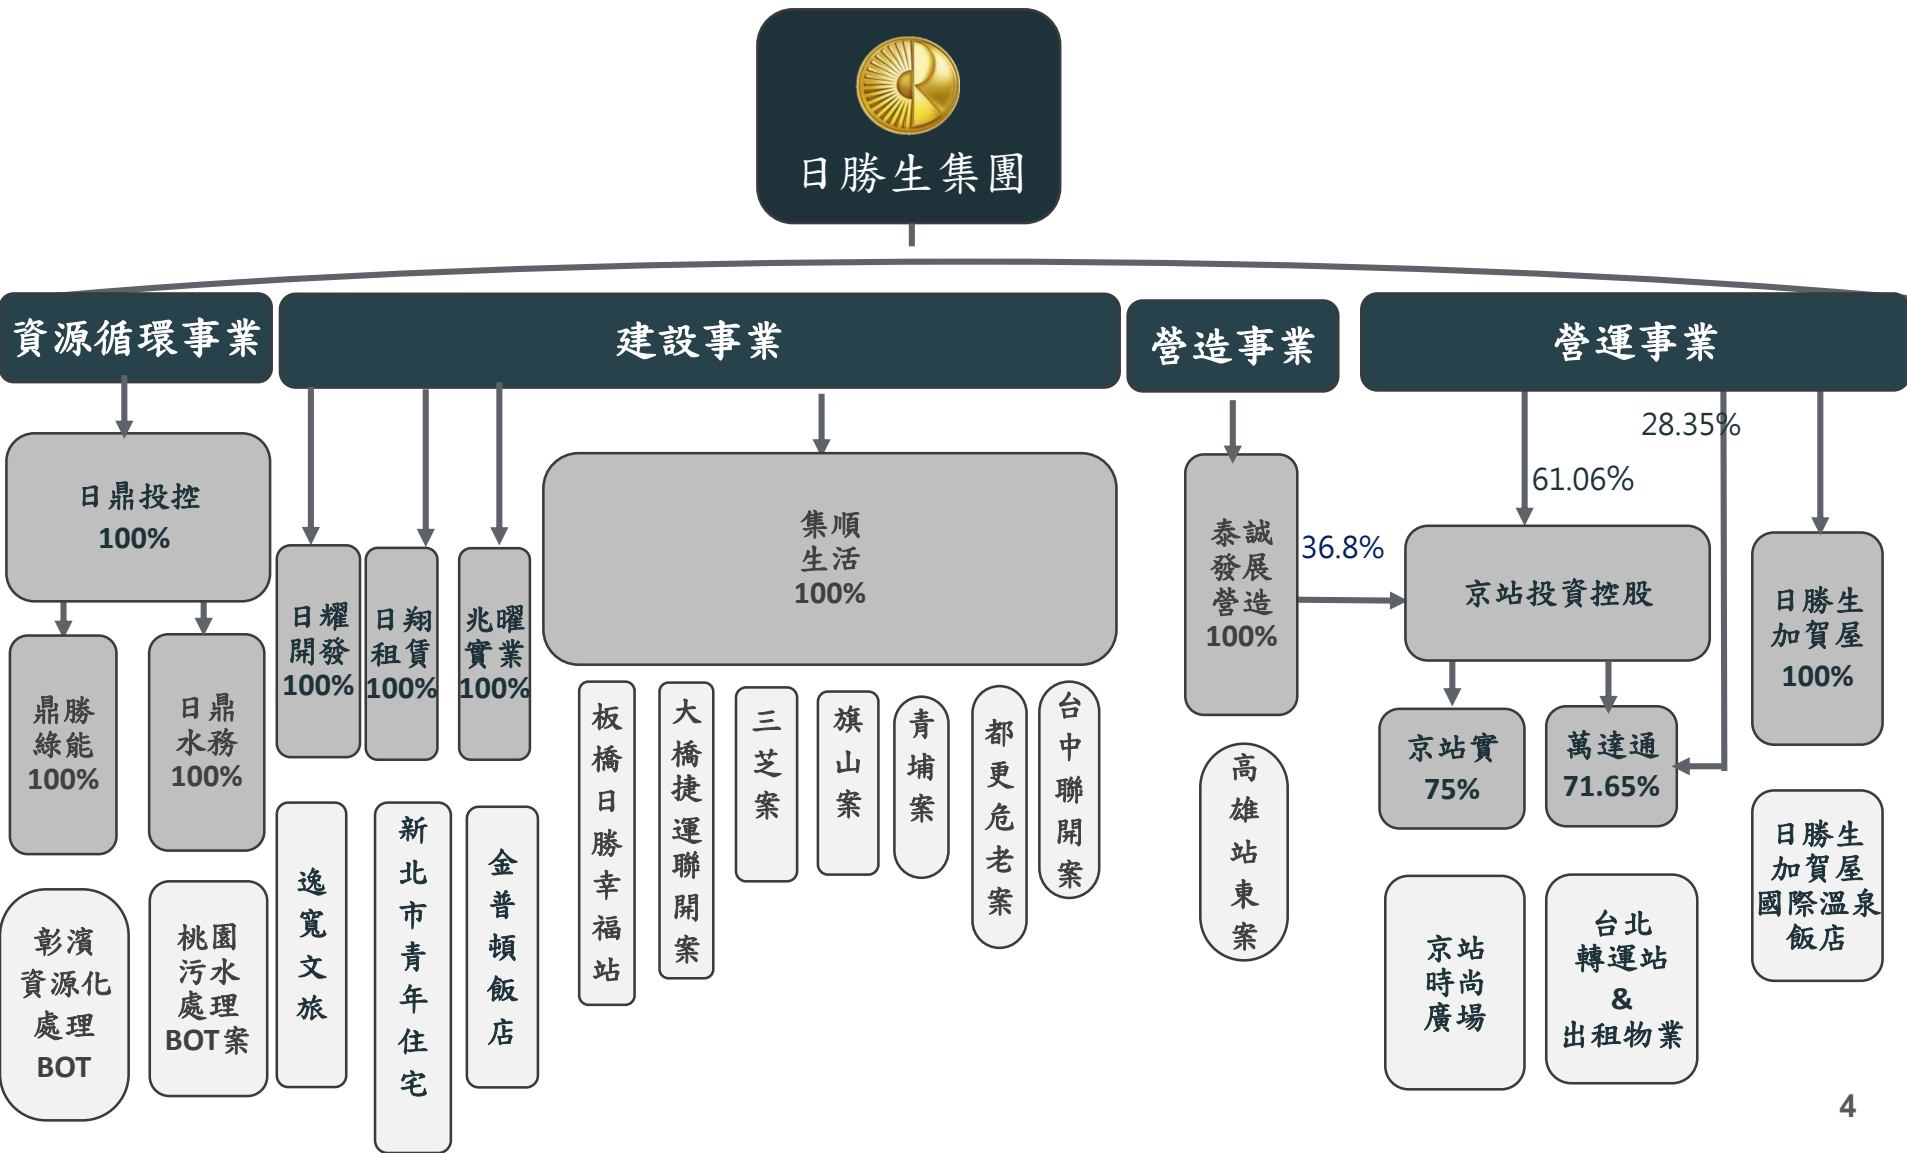 日勝生集團
資源循環事業
建設事業
營造事業
營運事業
28.35%
61.06%
36.8%
日鼎投控
100%
鼎勝
綠能
100%
日鼎
水務
100%
彰濱
資源化
處理
BOT
桃園
污水
處理
BOT案
日耀
開發
100%
日翔
租賃
100%
兆曜
實業
100%
逸寬文旅
新北市青年住宅
金普頓飯店
集順
生活
100%
板橋日勝幸福站
大橋捷運聯開案
三芝案
旗山案
青埔案
都更危老案
台中聯開案
泰誠
發展
營造
100%
高雄站東案
京站投資控股
京站實
75%
萬達通
71.65%
京站
時尚
廣場
台北
轉運站
&
出租物業
日勝生
加賀屋
100%
日勝生
加賀屋
國際溫泉
飯店
4